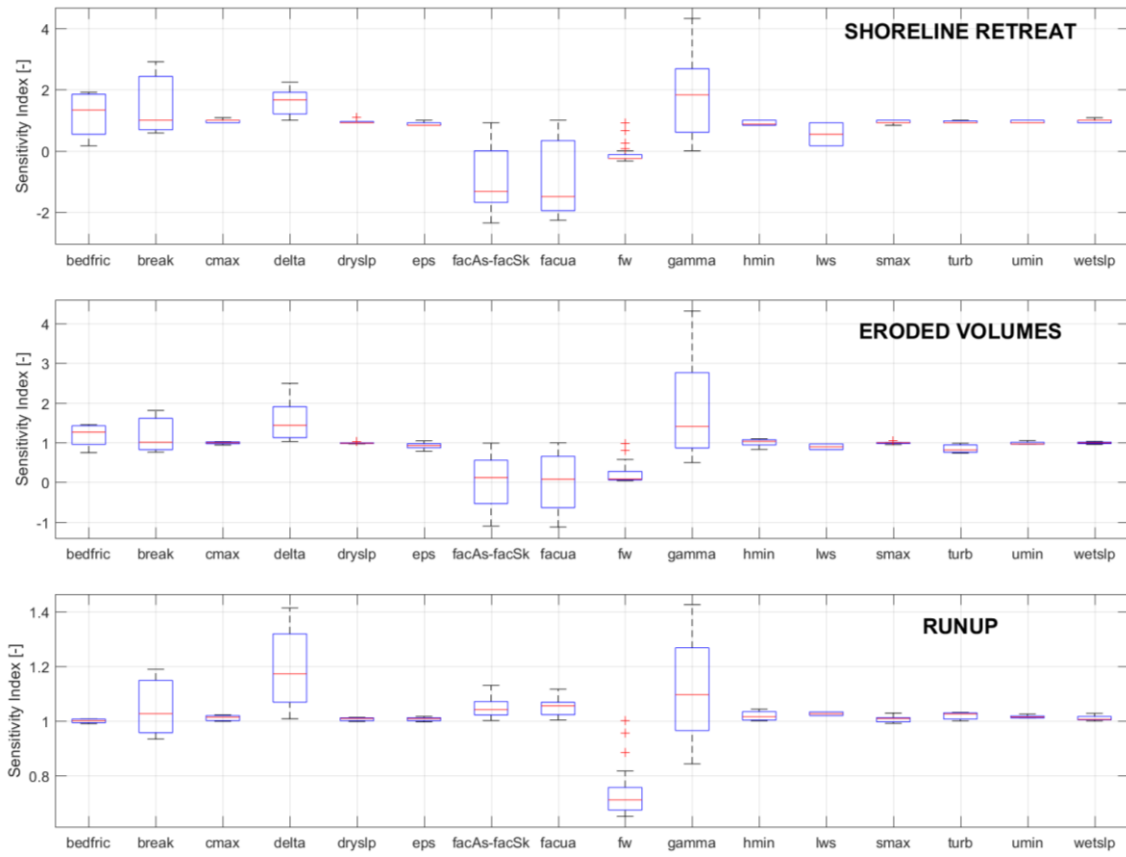 SHORELINE RETREAT
Sensitivity Index [-]
4
2
0
-2
bedfric break cmax delta dryslp eps facAs-facSk facua fw gamma hmin lws smax turb umin wetslp
ERODED VOLUMES
Sensitivity Index [-]
4
3
2
1
0
-1
bedfric break cmax delta dryslp eps facAs-facSk facua fw gamma hmin lws smax turb umin wetslp
RUNUP
Sensitivity Index [-]
1.4
1.2
1
0.8
bedfric break cmax delta dryslp eps facAs-facSk facua fw gamma hmin lws smax turb umin wetslp